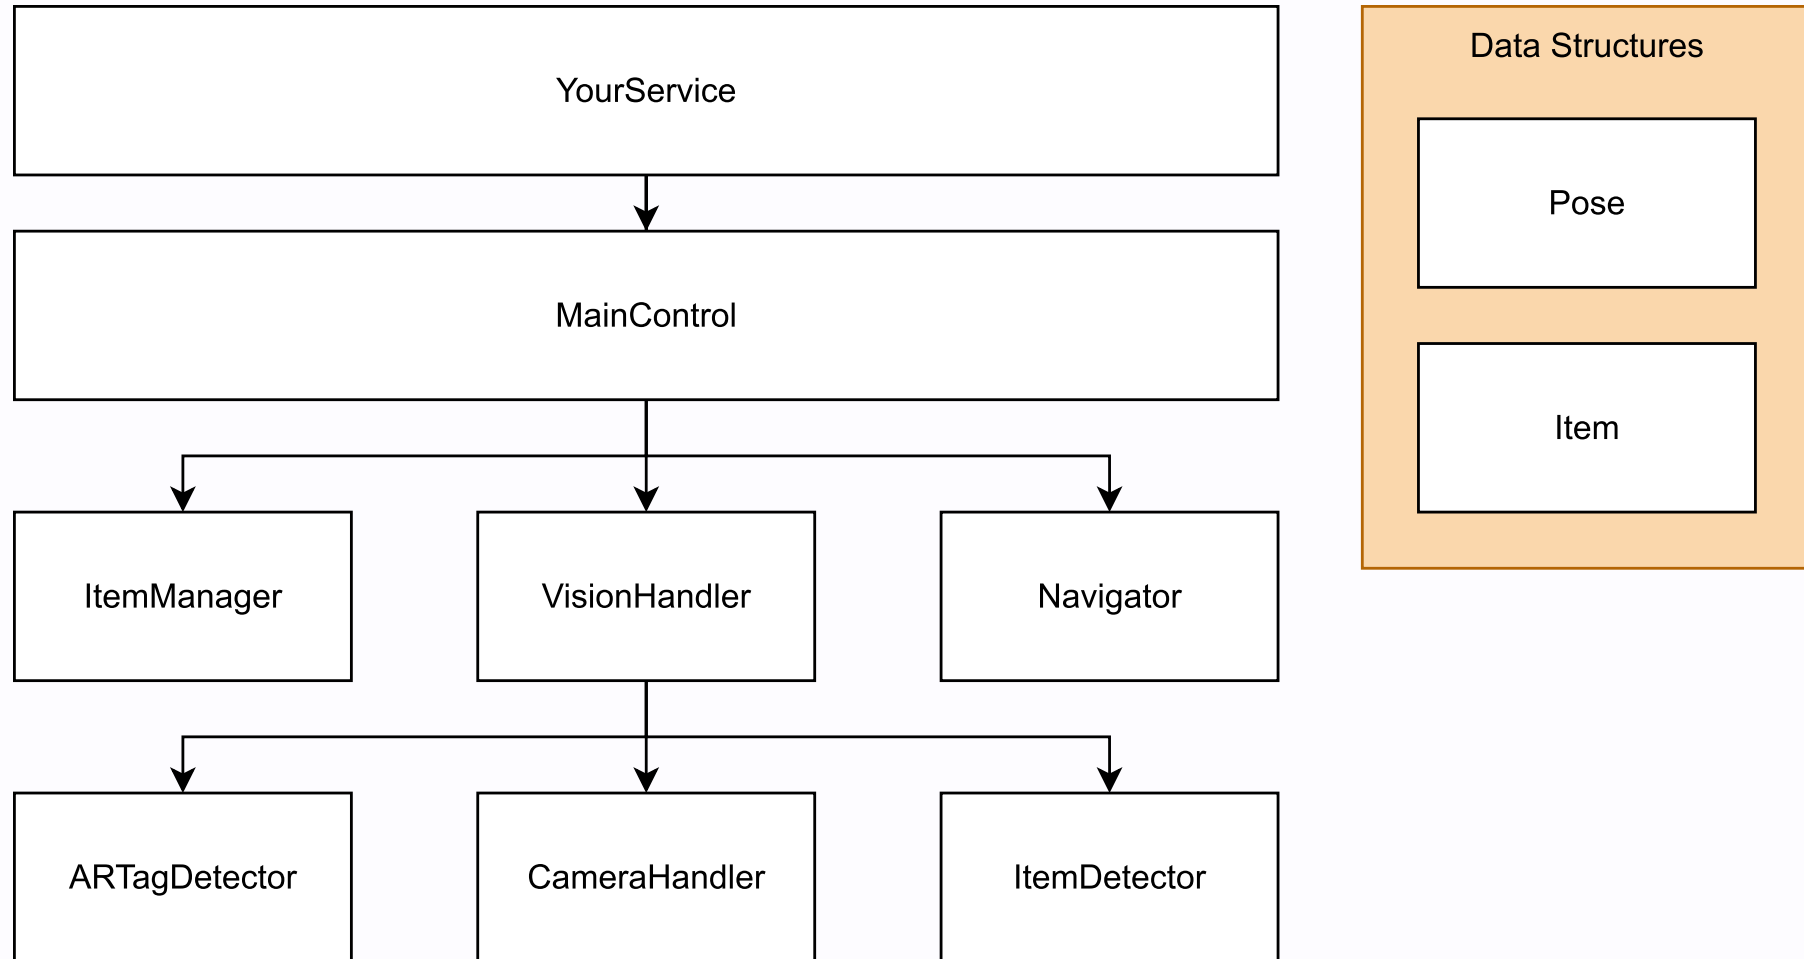 YourService
MainControl
ItemManager
VisionHandler
Navigator
ARTagDetector
CameraHandler
ItemDetector
Data Structures
Pose
Item